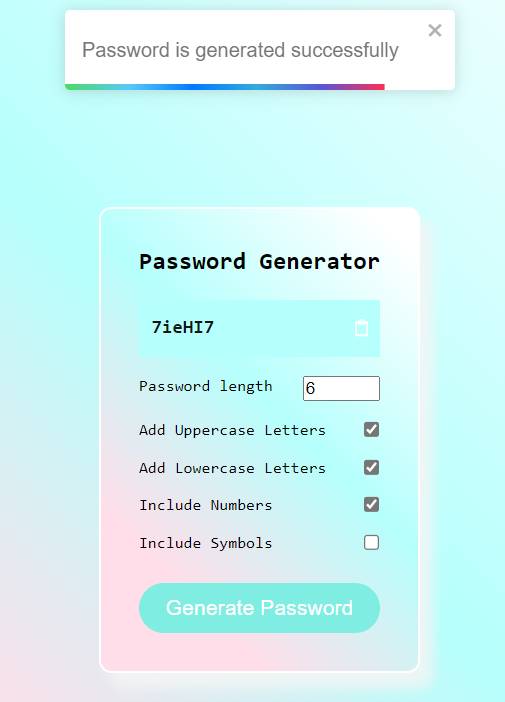 Password is generated successfully
Password Generator
7ieHI7
Password length 6
Add Uppercase Letters
Add Lowercase Letters
Include Numbers
Include Symbols
Generate Password